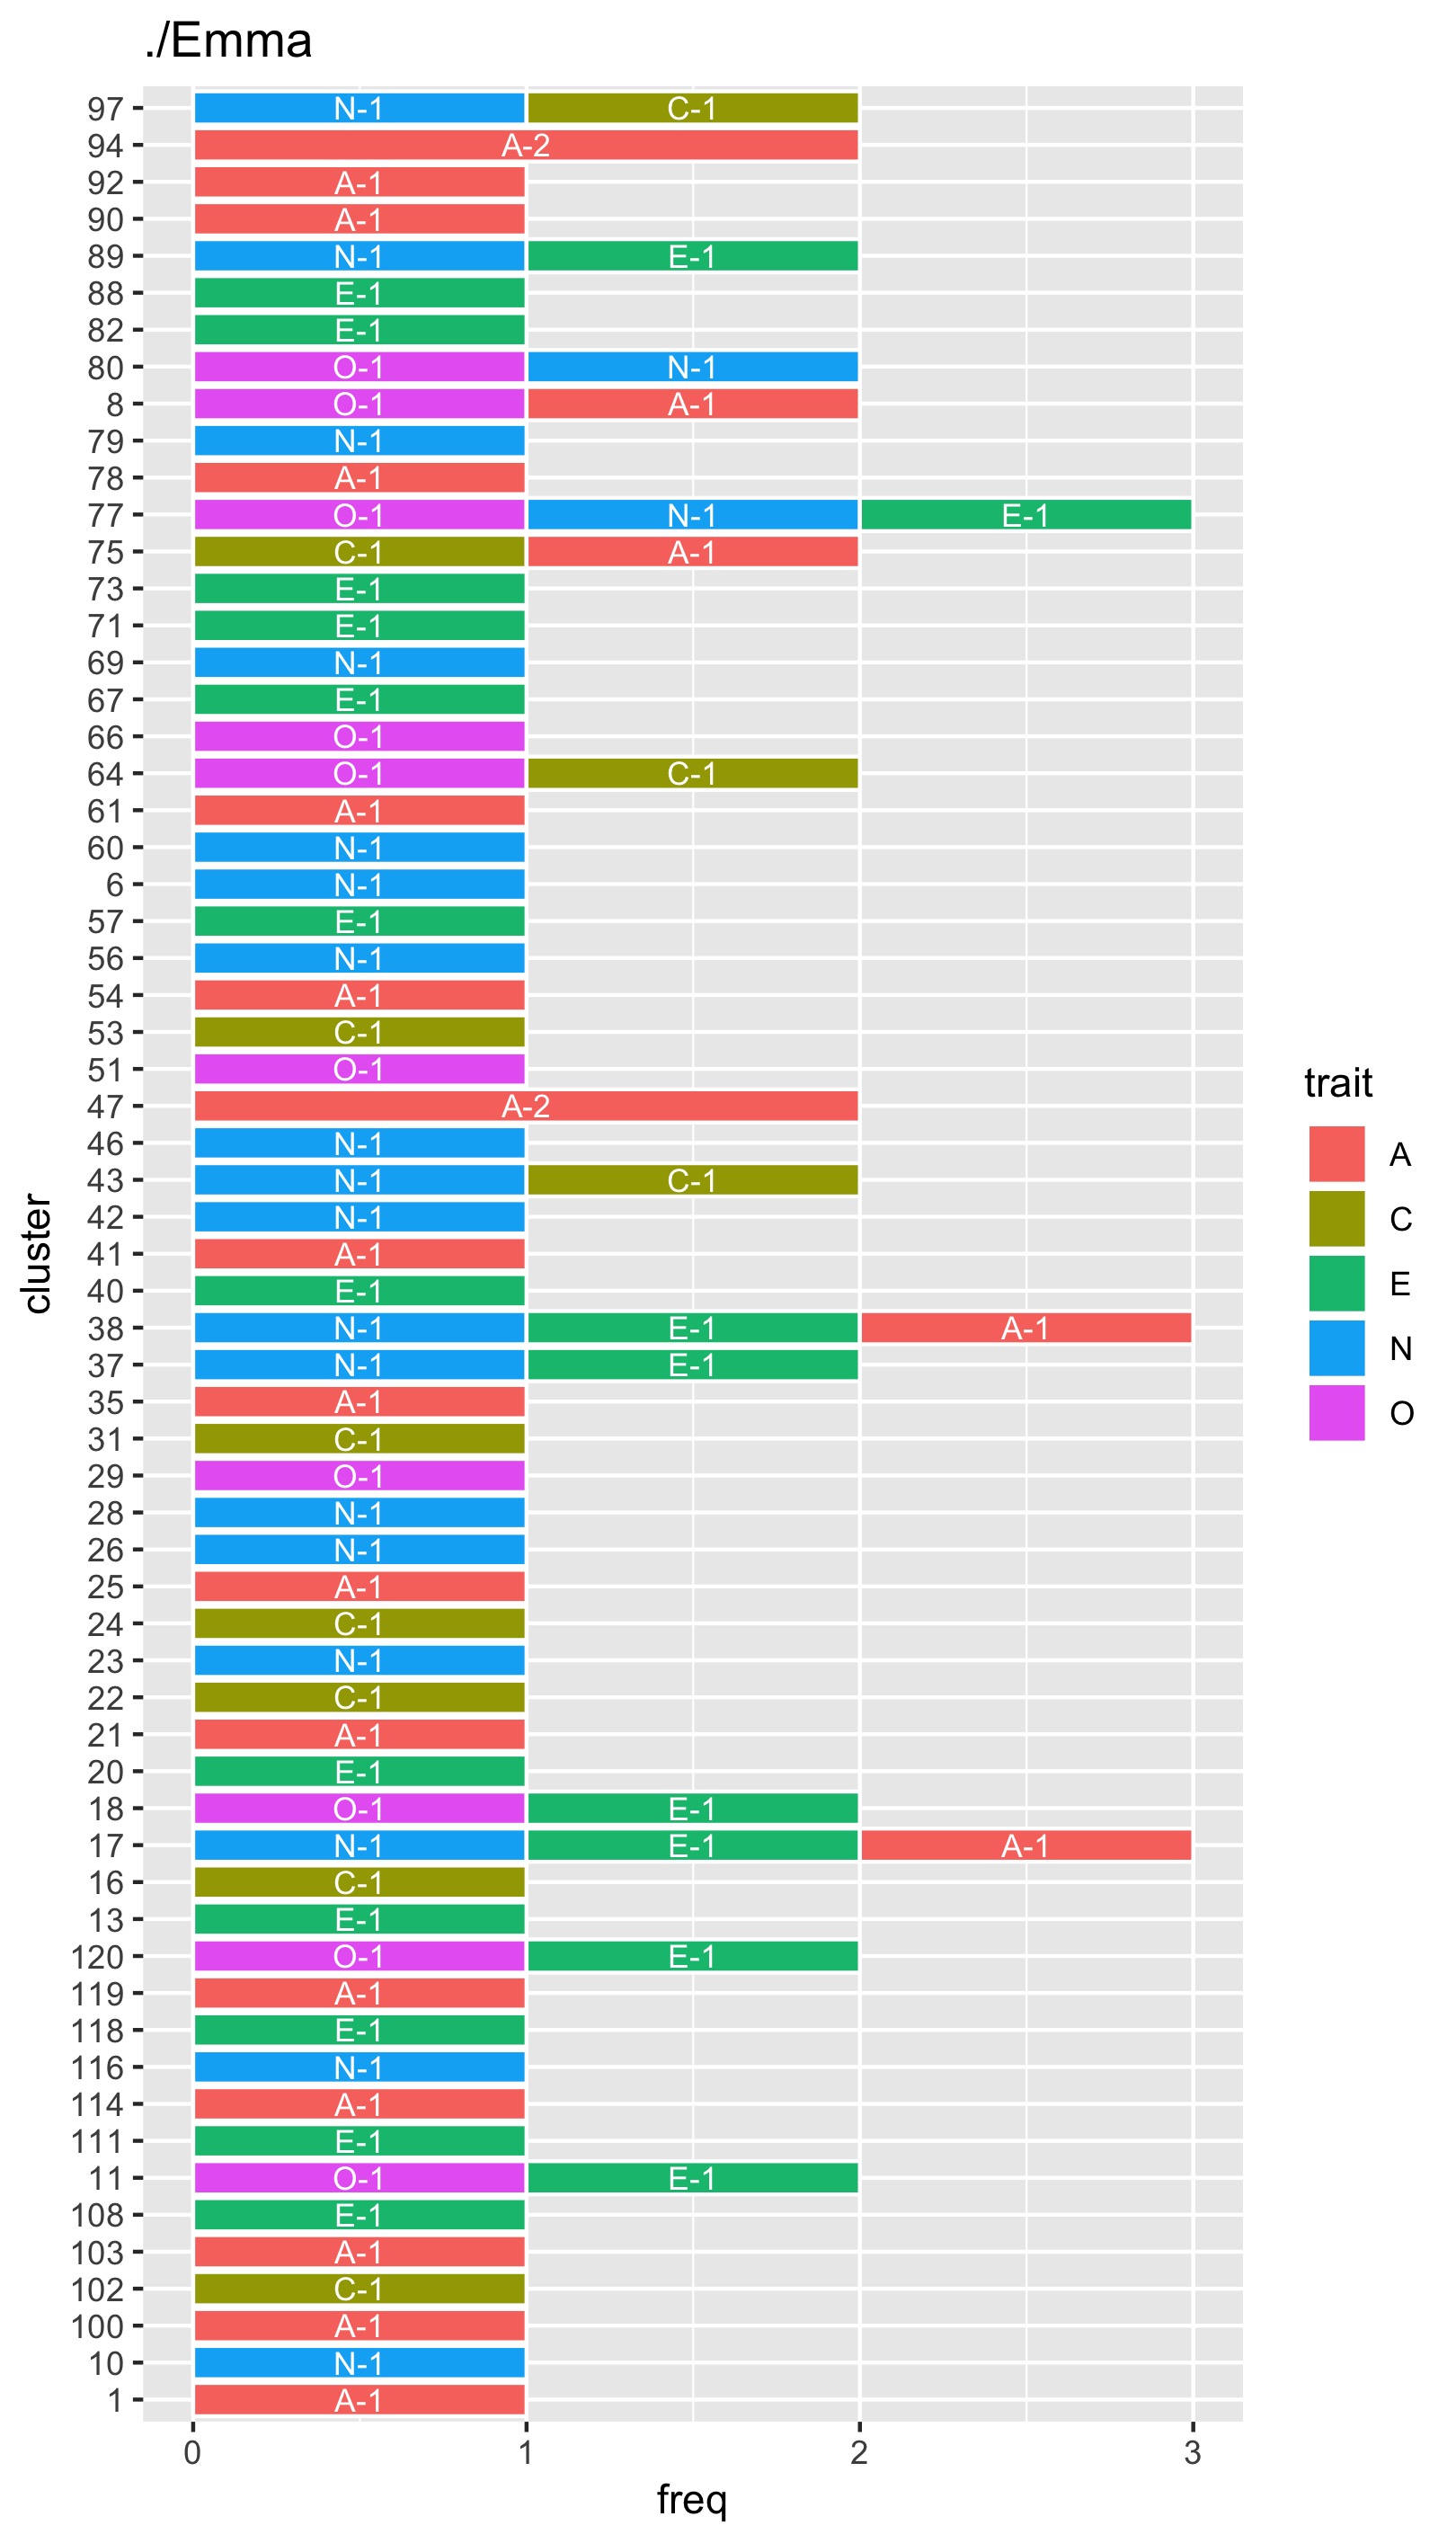 ./Emma
97 N-1 C-1
94 A-2
92 A-1
90 A-1
89 N-1 E-1
88 E-1
82 E-1
80 O-1 N-1
8 O-1 A-1
79 N-1
78 A-1
77 O-1 N-1 E-1
75 C-1 A-1
73 E-1
71 E-1
69 N-1
67 E-1
66 O-1
64 O-1 C-1
61 A-1
60 N-1
6 N-1
57 E-1
56 N-1
54 A-1
53 C-1
51 O-1
47 A-2
46 N-1
43 N-1 C-1
42 N-1
41 A-1
40 E-1
38 N-1 E-1 A-1
37 N-1 E-1
35 A-1
31 C-1
29 O-1
28 N-1
26 N-1
25 A-1
24 C-1
23 N-1
22 C-1
21 A-1
20 E-1
18 O-1 E-1
17 N-1 E-1 A-1
16 C-1
13 E-1
120 O-1 E-1
119 A-1
118 E-1
116 N-1
114 A-1
111 E-1
11 O-1 E-1
108 E-1
103 A-1
102 C-1
100 A-1
10 N-1
1 A-1
0 1 2 3
freq
cluster
trait
A
C
E
N
O